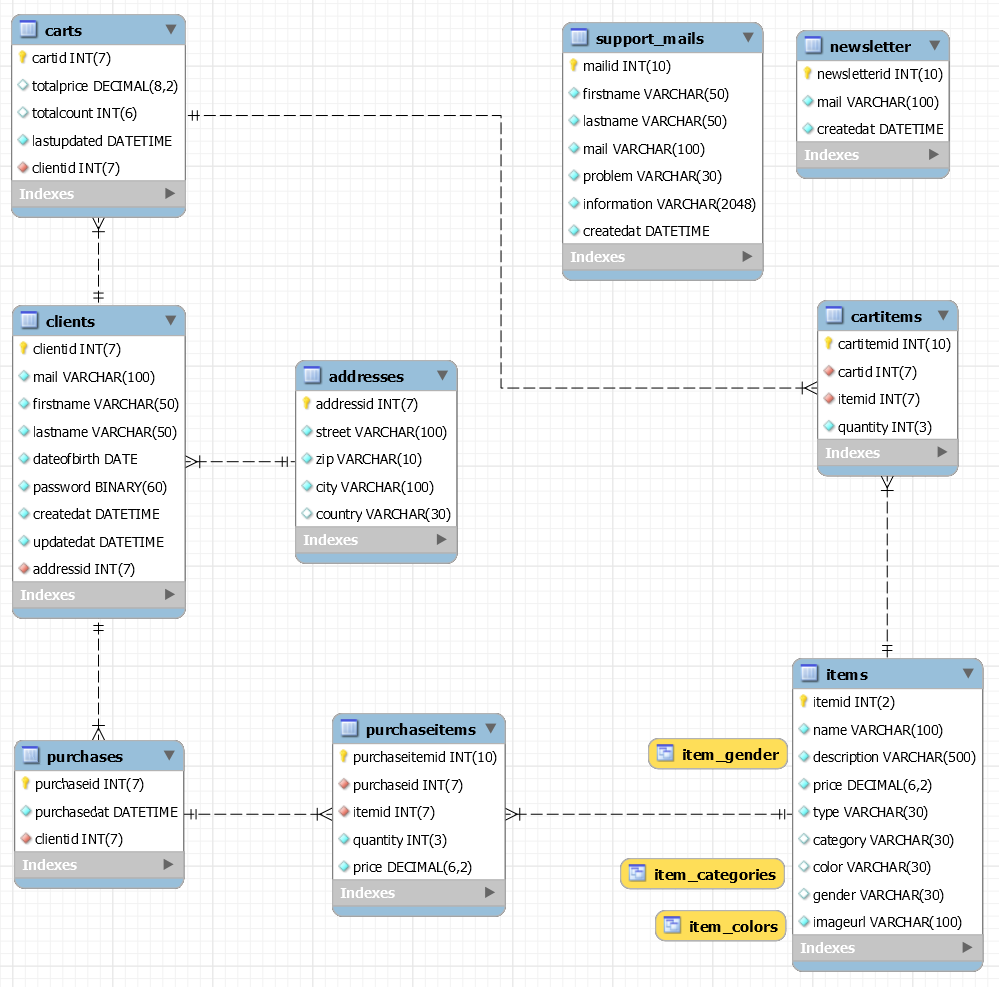 carts
cartid INT(7)
totalprice DECIMAL(8,2)
totalcount INT(6)
lastupdated DATETIME
clientid INT(7)
Indexes
support_mails
mailid INT(10)
firstname VARCHAR(50)
lastname VARCHAR(50)
mail VARCHAR(100)
problem VARCHAR(30)
information VARCHAR(2048)
createdat DATETIME
Indexes
newsletter
newsletterid INT(10)
mail VARCHAR(100)
createdat DATETIME
Indexes
clients
clientid INT(7)
mail VARCHAR(100)
firstname VARCHAR(50)
lastname VARCHAR(50)
dateofbirth DATE
password BINARY(60)
createdat DATETIME
updatedat DATETIME
addressid INT(7)
Indexes
addresses
addressid INT(7)
street VARCHAR(100)
zip VARCHAR(10)
city VARCHAR(100)
country VARCHAR(30)
Indexes
cartitems
cartitemid INT(10)
cartid INT(7)
itemid INT(7)
quantity INT(3)
Indexes
purchases
purchaseid INT(7)
purchasedat DATETIME
clientid INT(7)
Indexes
purchaseitems
purchaseitemid INT(10)
purchaseid INT(7)
itemid INT(7)
quantity INT(3)
price DECIMAL(6,2)
Indexes
item_gender
item_categories
item_colors
items
itemid INT(2)
name VARCHAR(100)
description VARCHAR(500)
price DECIMAL(6,2)
type VARCHAR(30)
category VARCHAR(30)
color VARCHAR(30)
gender VARCHAR(30)
imageurl VARCHAR(100)
Indexes